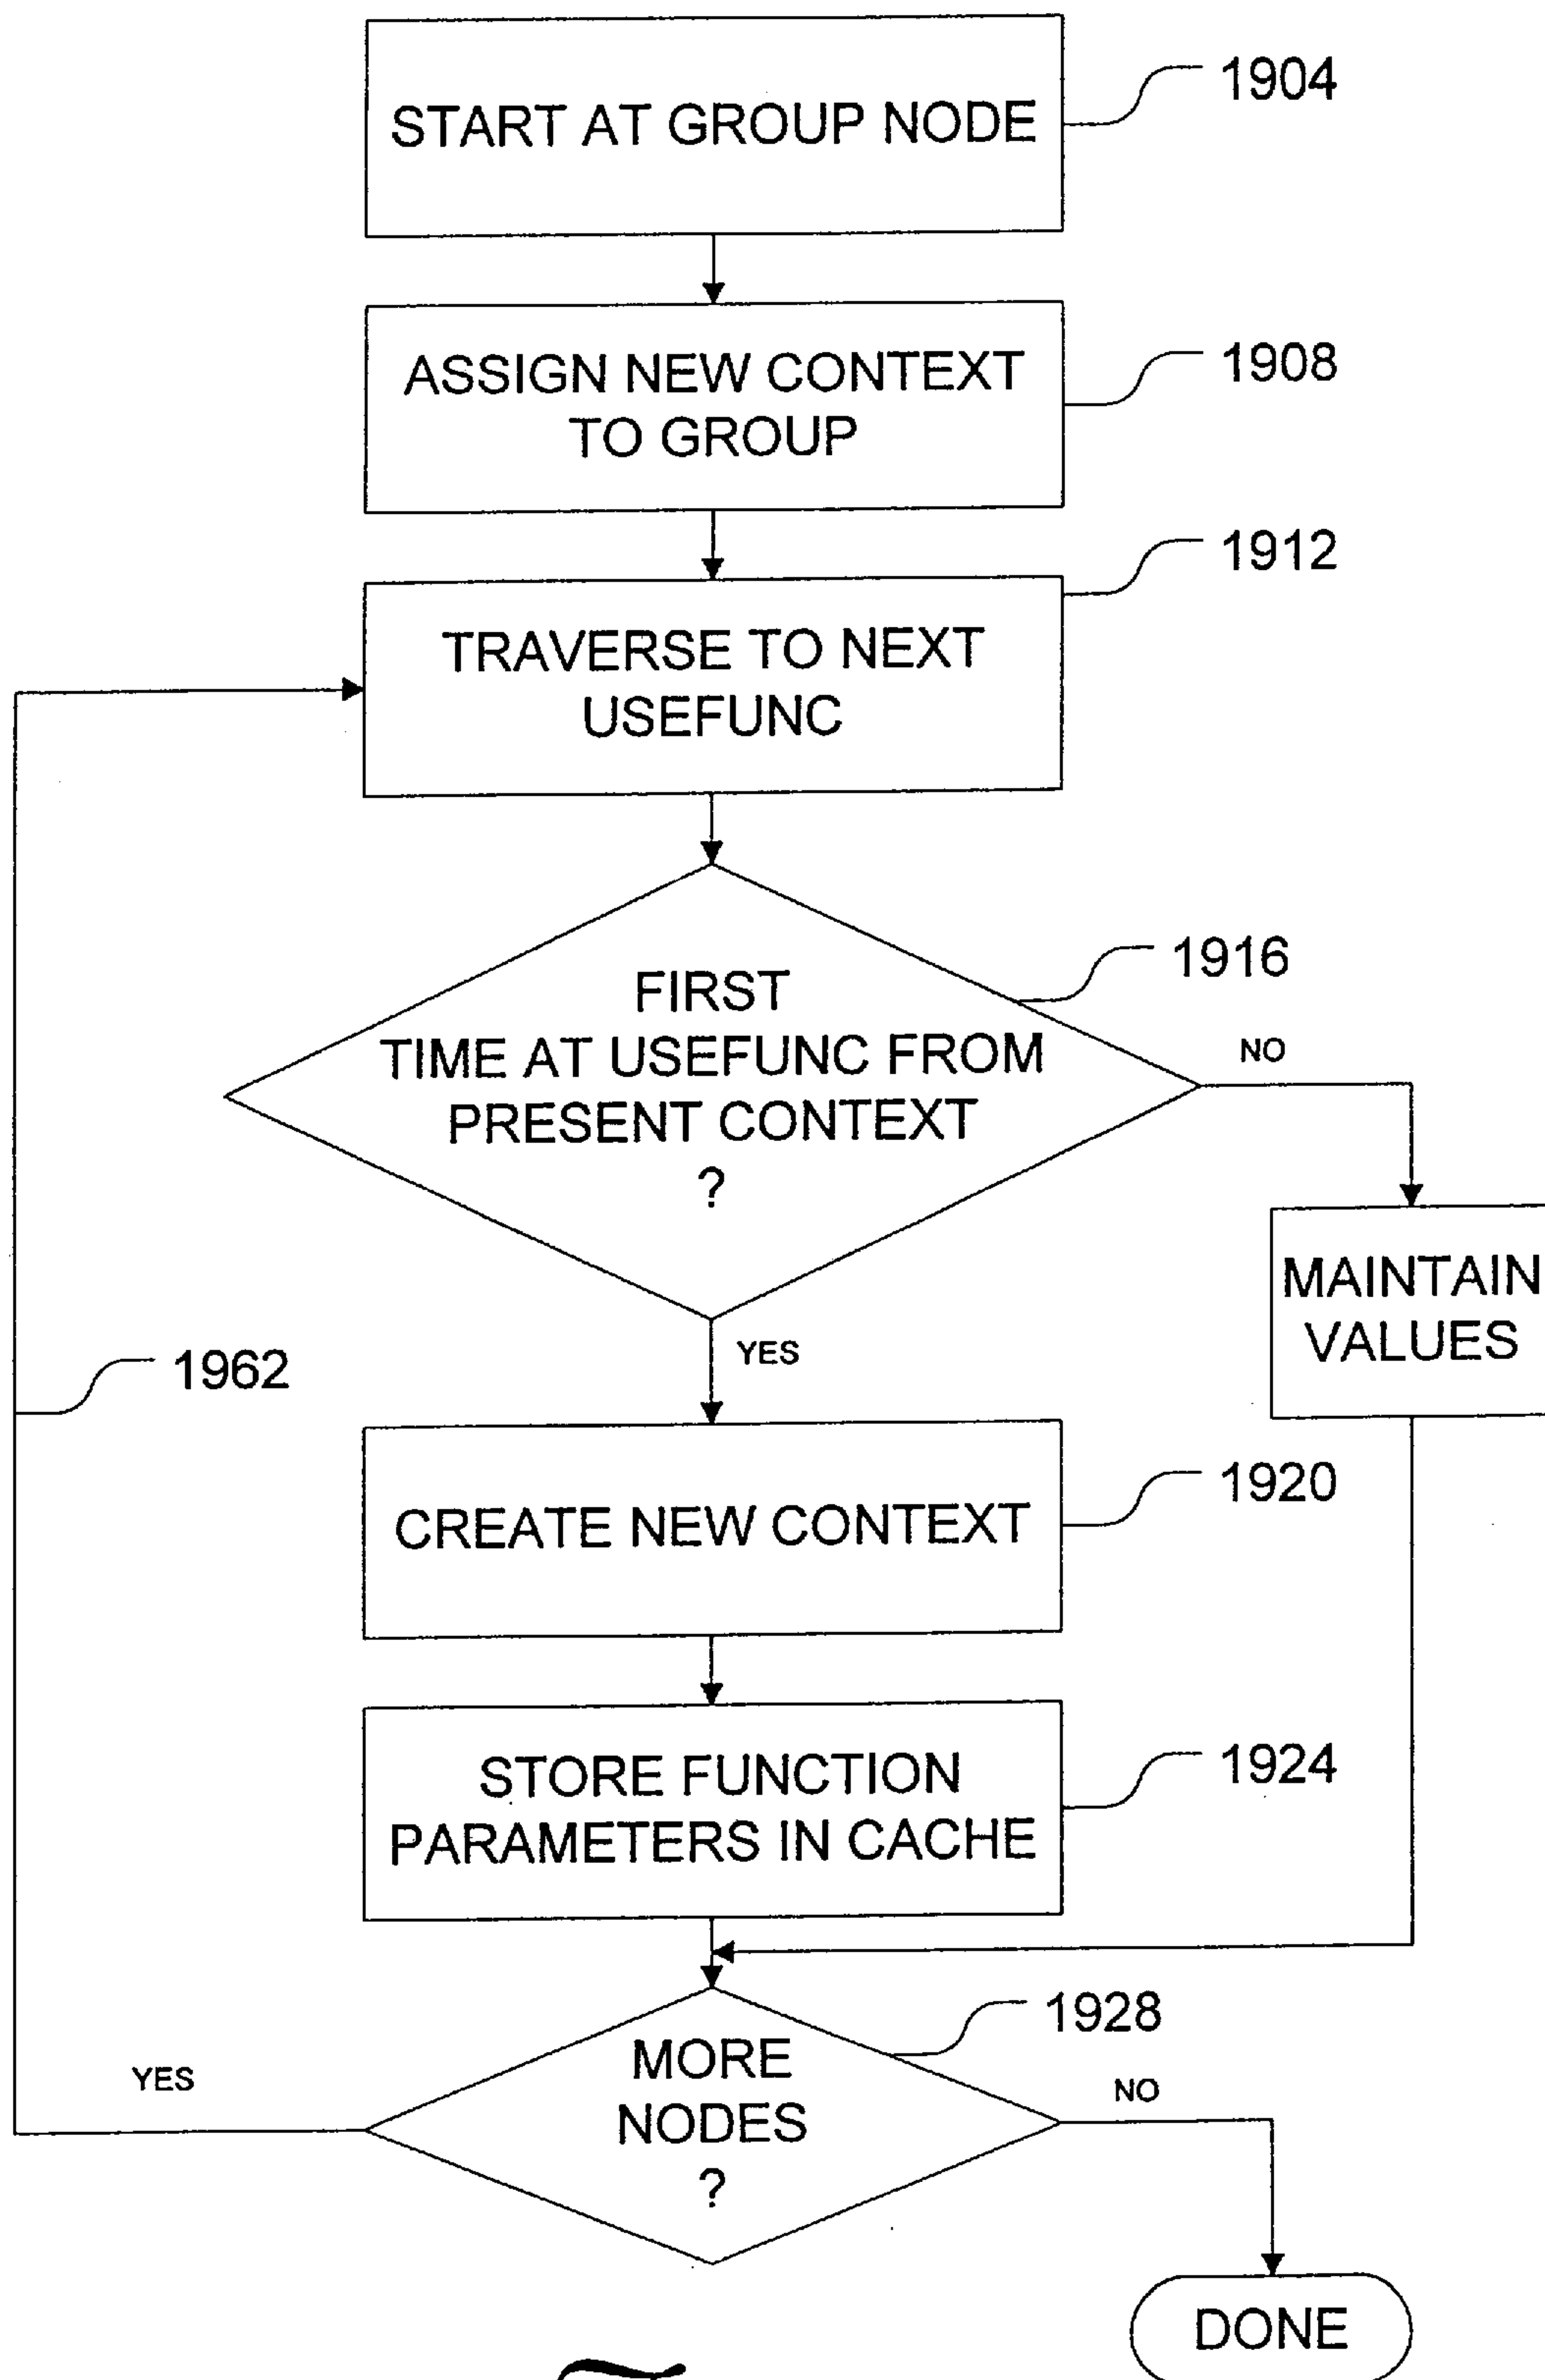 START AT GROUP NODE
1904
ASSIGN NEW CONTEXT
TO GROUP
1908
1912
TRAVERSE TO NEXT
USEFUNC
1916
FIRST
TIME AT USEFUNC FROM
PRESENT CONTEXT
?
NO
MAINTAIN
VALUES
YES
1962
CREATE NEW CONTEXT
1920
STORE FUNCTION
PARAMETERS IN CACHE
1924
1928
MORE
NODES
?
YES
NO
DONE